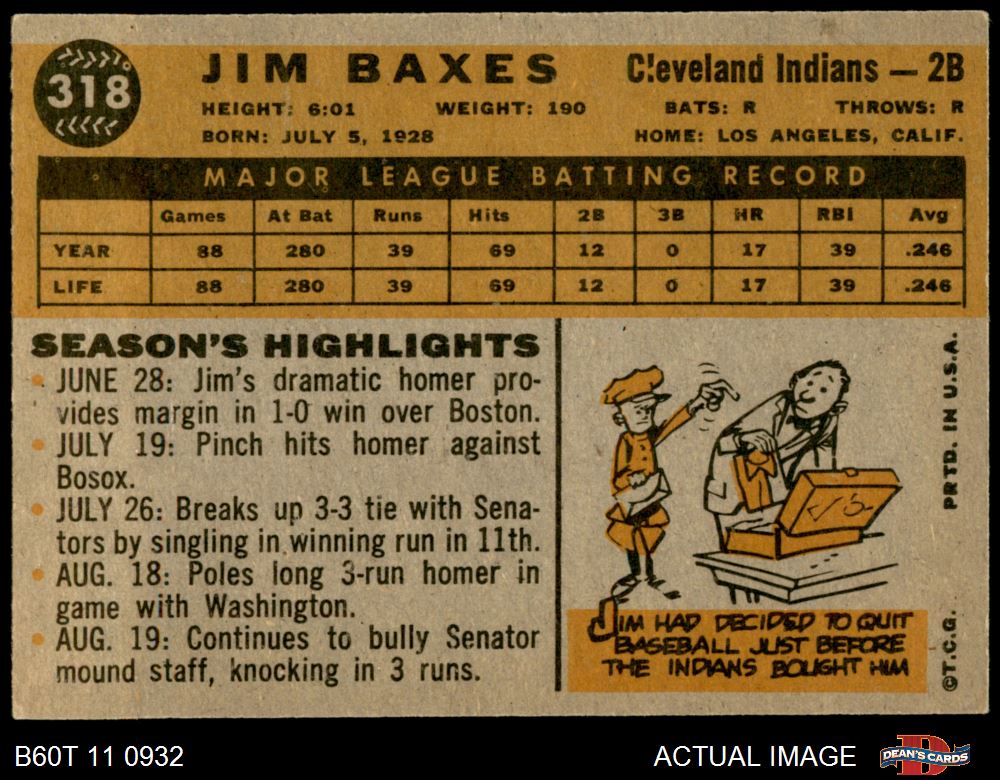 318
JIM BAXES
Cleveland Indians — 2B
HEIGHT: 6:01 WEIGHT: 190 BATS: R THROWS: R
BORN: JULY 5, 1928 HOME: LOS ANGELES, CALIF.
MAJOR LEAGUE BATTING RECORD
Games At Bat Runs Hits 2B 3B HR RBI Avg
YEAR 88 280 39 69 12 0 17 39 .246
LIFE 88 280 39 69 12 0 17 39 .246
SEASON'S HIGHLIGHTS
• JUNE 28: Jim's dramatic homer pro-
vides margin in 1-0 win over Boston.
• JULY 19: Pinch hits homer against
Bosox.
• JULY 26: Breaks up 3-3 tie with Sena-
tors by singling in winning run in 11th.
• AUG. 18: Poles long 3-run homer in
game with Washington.
• AUG. 19: Continues to bully Senator
mound staff, knocking in 3 runs.
JIM HAD DECIDED TO QUIT
BASEBALL JUST BEFORE
THE INDIANS BOUGHT HIM
©T.C.G. PRTD. IN U.S.A.
B60T 11 0932
ACTUAL IMAGE
DEAN'S CARDS